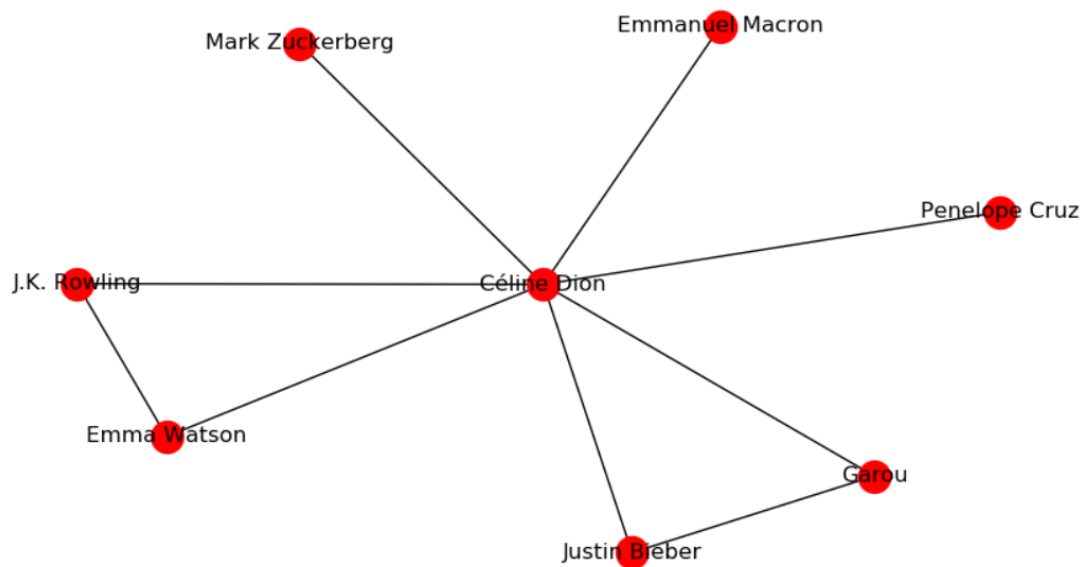 Emmanuel Macron
Mark Zuckerberg
Penelope Cruz
J.K. Rowling
Céline Dion
Emma Watson
Garou
Justin Bieber